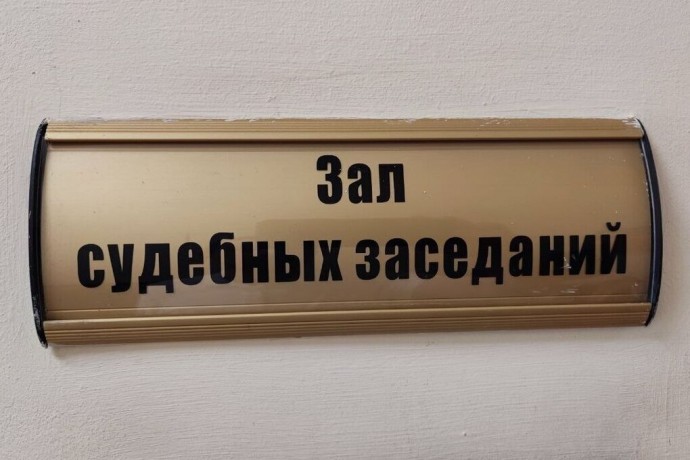 Зал
судебных заседаний